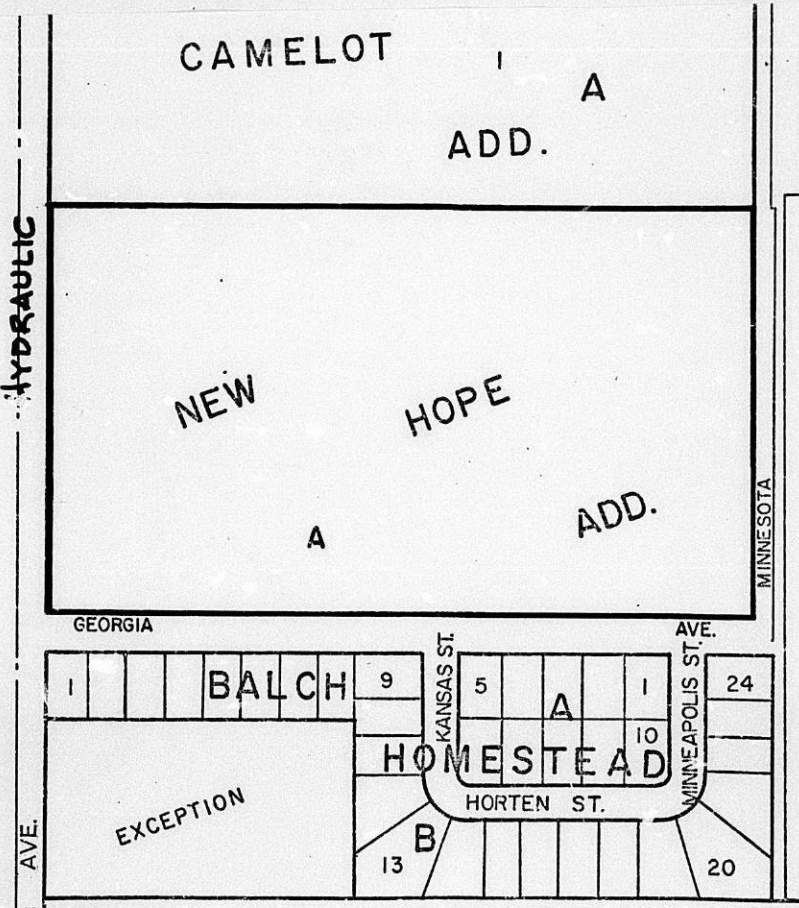 CAMELOT
1
A
ADD.
HYDRAULIC
NEW
HOPE
ADD.
A
MINNESOTA
GEORGIA
AVE.
1
BALCH
9
KANSAS ST.
5
A
1
10
MINNEAPOLIS ST.
24
HOMESTEAD
HORTEN ST.
EXCEPTION
AVE.
B
13
20